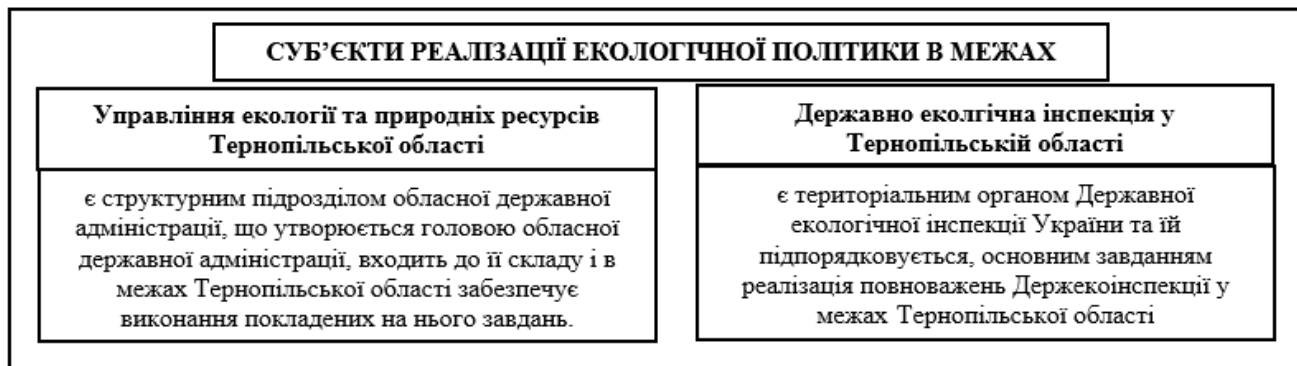 СУБ’ЄКТИ РЕАЛІЗАЦІЇ ЕКОЛОГІЧНОЇ ПОЛІТИКИ В МЕЖАХ
Управління екології та природніх ресурсів
Тернопільської області
є структурним підрозділом обласної державної
адміністрації, що утворюється головою обласної
державної адміністрації, входить до її складу і в
межах Тернопільської області забезпечує
виконання покладених на нього завдань.
Державно еколгічна інспекція у
Тернопільській області
є територіальним органом Державної
екологічної інспекції України та їй
підпорядковується, основним завданням
реалізація повноважень Держекоінспекції у
межах Тернопільської області